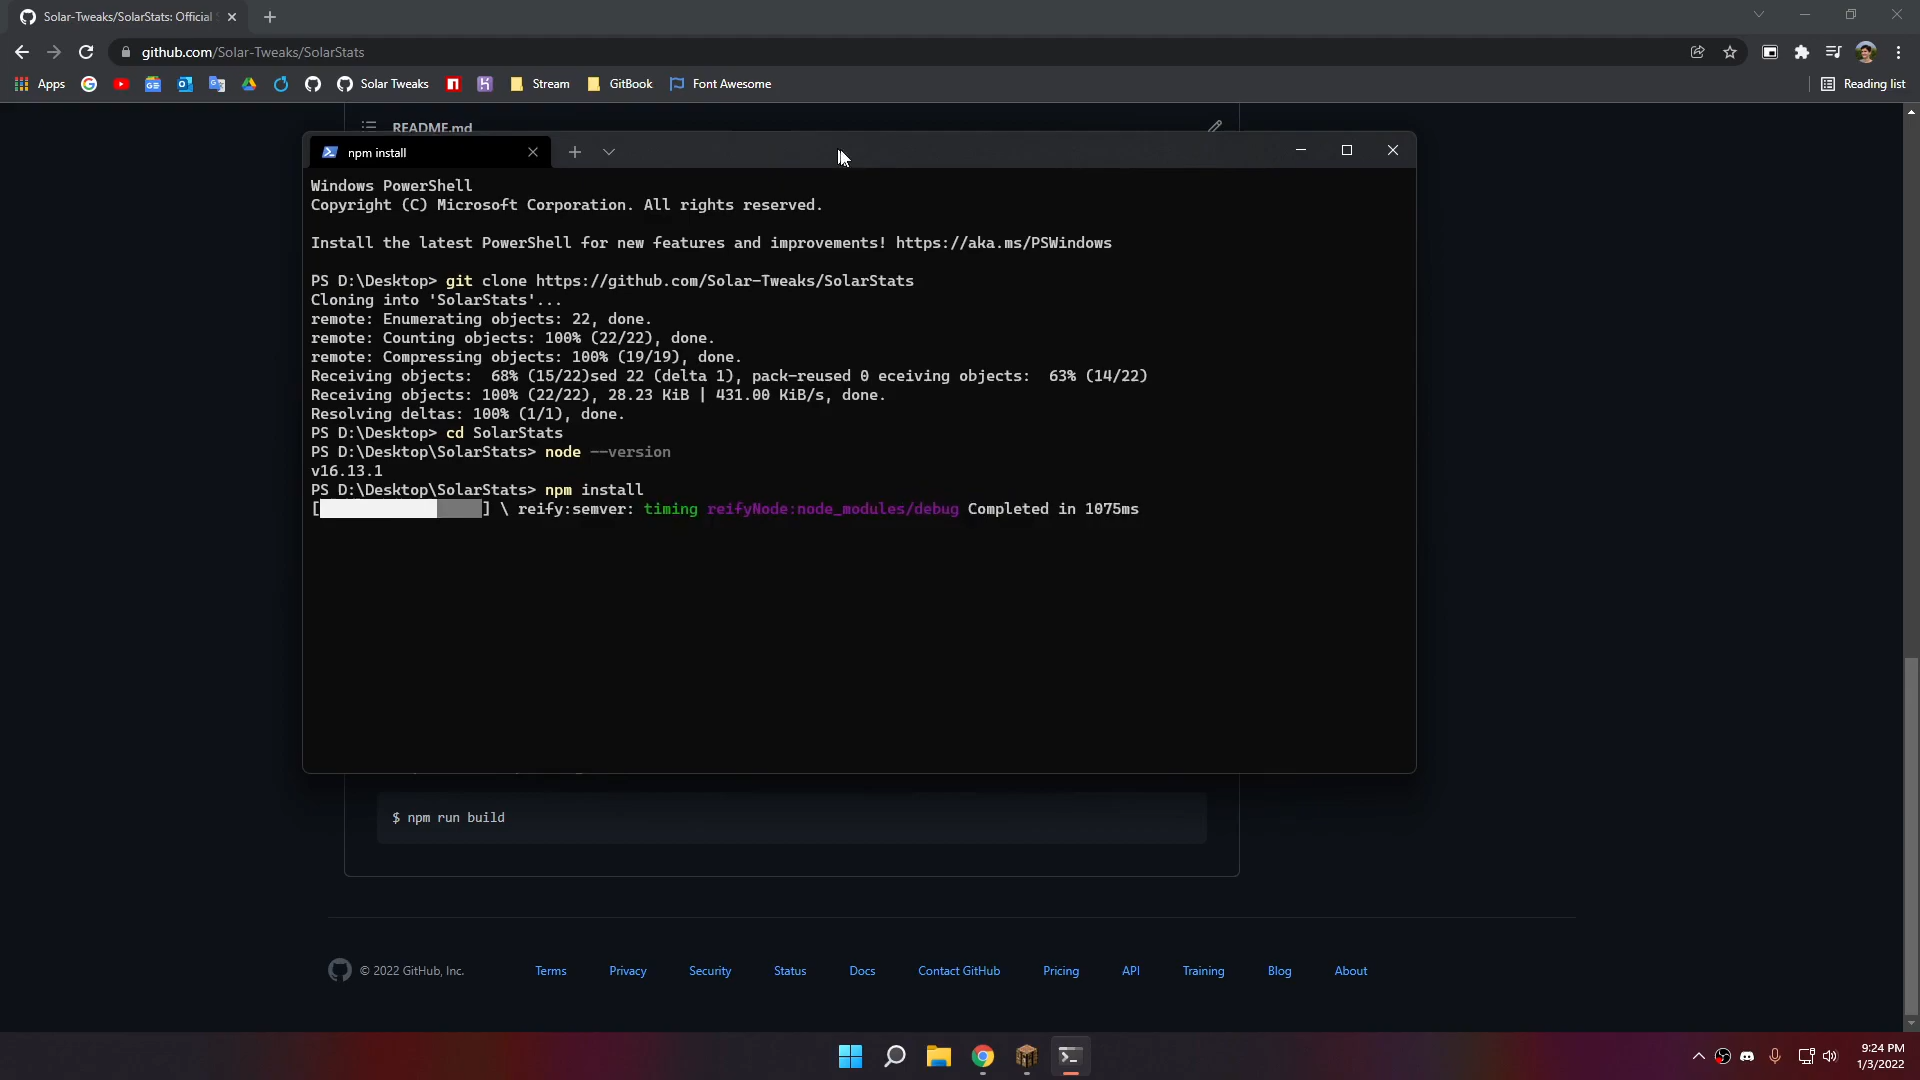 Solar-Tweaks/SolarStats: Official
github.com/Solar-Tweaks/SolarStats
Apps
Solar Tweaks
Stream
GitBook
Font Awesome
Reading list
README.md
npm install
Windows PowerShell
Copyright (C) Microsoft Corporation. All rights reserved.
Install the latest PowerShell for new features and improvements! https://aka.ms/PSWindows
PS D:\Desktop> git clone https://github.com/Solar-Tweaks/SolarStats
Cloning into 'SolarStats'...
remote: Enumerating objects: 22, done.
remote: Counting objects: 100% (22/22), done.
remote: Compressing objects: 100% (19/19), done.
Receiving objects:  68% (15/22)sed 22 (delta 1), pack-reused 0 eceiving objects:  63% (14/22)
Receiving objects: 100% (22/22), 28.23 KiB | 431.00 KiB/s, done.
Resolving deltas: 100% (1/1), done.
PS D:\Desktop> cd SolarStats
PS D:\Desktop\SolarStats> node --version
v16.13.1
PS D:\Desktop\SolarStats> npm install
[ ] \ reify:semver: timing reifyNode:node_modules/debug Completed in 1075ms
$ npm run build
© 2022 GitHub, Inc.
Terms
Privacy
Security
Status
Docs
Contact GitHub
Pricing
API
Training
Blog
About
9:24 PM
1/3/2022